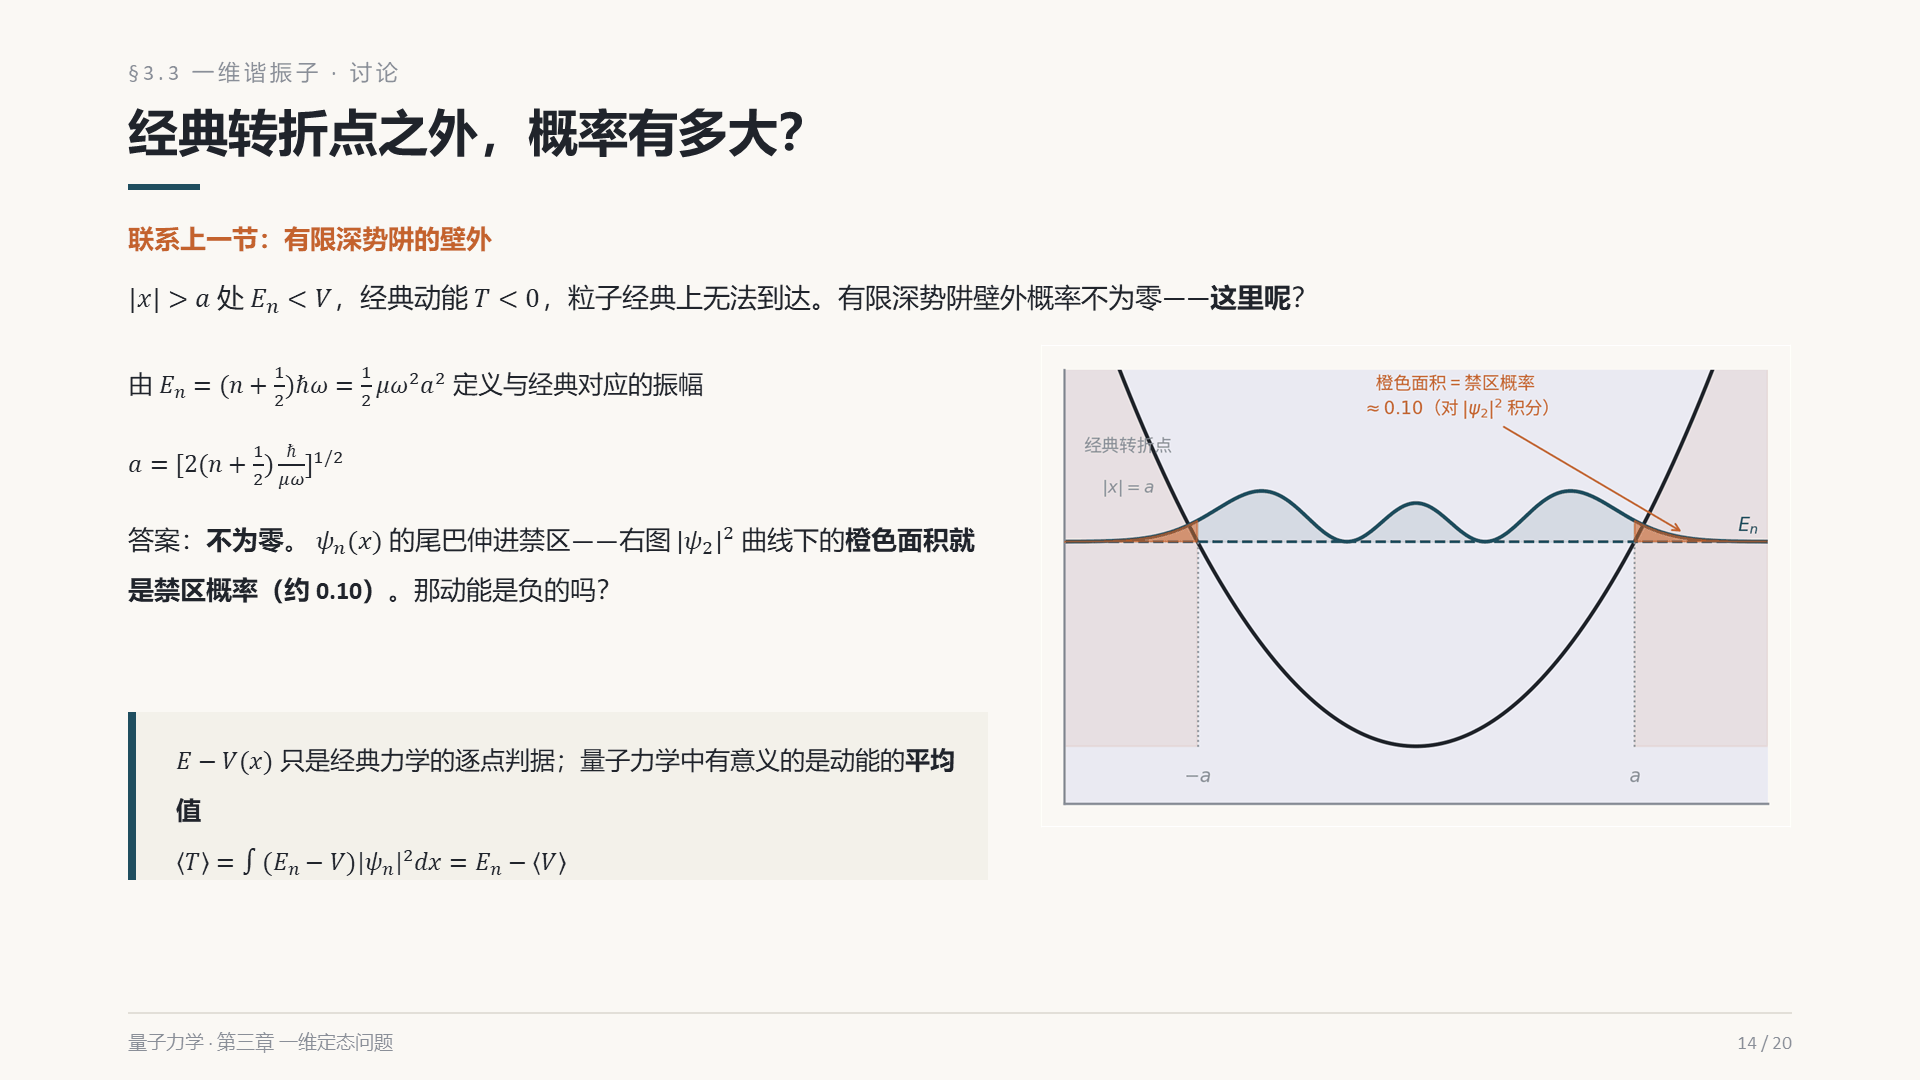 §3.3 一维谐振子 · 讨论
经典转折点之外，概率有多大？
联系上一节：有限深势阱的壁外
|x| > a 处 Eₙ < V，经典动能 T < 0，粒子经典上无法到达。有限深势阱壁外概率不为零——这里呢？
由 Eₙ = (n + 1/2)ℏω = 1/2 μω²a² 定义与经典对应的振幅
a = [2(n + 1/2) ℏ/μω]^1/2
答案：不为零。 ψₙ(x) 的尾巴伸进禁区——右图 |ψ₂|² 曲线下的橙色面积就
是禁区概率（约 0.10）。那动能是负的吗？
E − V(x) 只是经典力学的逐点判据；量子力学中有意义的是动能的平均
值
⟨T⟩ = ∫ (Eₙ − V)|ψₙ|²dx = Eₙ − ⟨V⟩
橙色面积 = 禁区概率
≈ 0.10（对 |ψ₂|² 积分）
经典转折点
|x| = a
Eₙ
−a
a
量子力学 · 第三章 一维定态问题
14 / 20